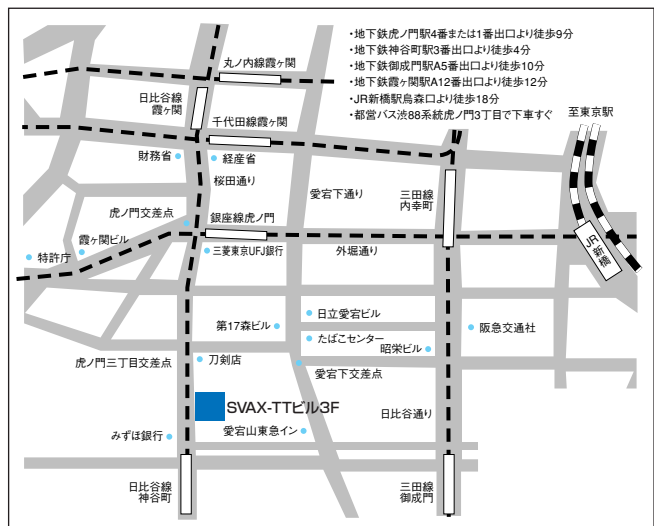 ・地下鉄虎ノ門駅4番または1番出口より徒歩9分
・地下鉄神谷町駅3番出口より徒歩4分
・地下鉄御成門駅A5番出口より徒歩10分
・地下鉄霞ヶ関駅A12番出口より徒歩12分
・JR新橋駅烏森口より徒歩18分
・都営バス渋88系統虎ノ門3丁目で下車すぐ
丸ノ内線霞ヶ関
日比谷線
霞ヶ関
千代田線霞ヶ関
至東京駅
財務省
経産省
桜田通り
愛宕下通り
三田線
内幸町
虎ノ門交差点
銀座線虎ノ門
霞ヶ関ビル
特許庁
三菱東京UFJ銀行
外堀通り
JR新橋
日立愛宕ビル
第17森ビル
たばこセンター
昭栄ビル
阪急交通社
虎ノ門三丁目交差点
刀剣店
愛宕下交差点
SVAX-TTビル3F
日比谷通り
みずほ銀行
愛宕山東急イン
日比谷線
神谷町
三田線
御成門